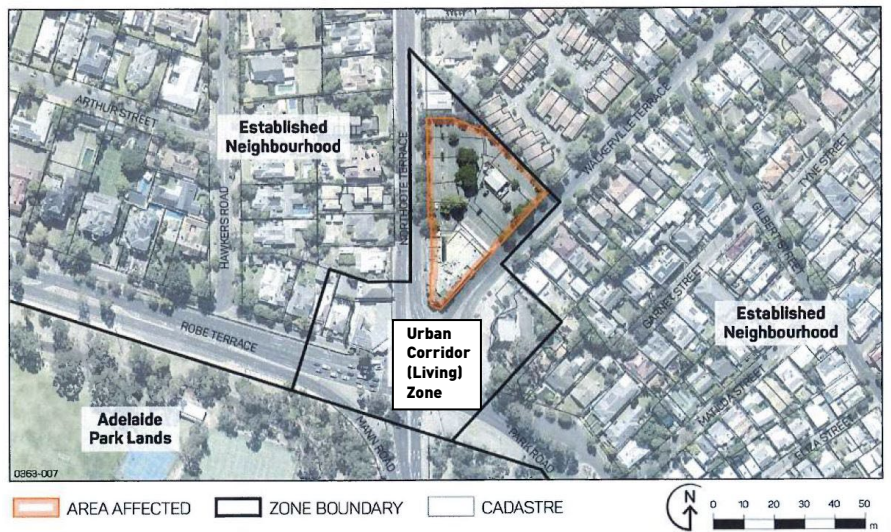 ARTHUR STREET
Established
Neighbourhood
HAWKERS ROAD
NORTHCOTE TERRACE
WALKERVILLE TERRACE
TYNE STREET
GILBERT STREET
GARNET STREET
Established
Neighbourhood
ROBE TERRACE
Urban
Corridor
(Living)
Zone
MATILDA STREET
ELIZA STREET
Adelaide
Park Lands
MANN ROAD
PARK ROAD
0363-007
AREA AFFECTED
ZONE BOUNDARY
CADASTRE
N
0 10 20 30 40 50
m